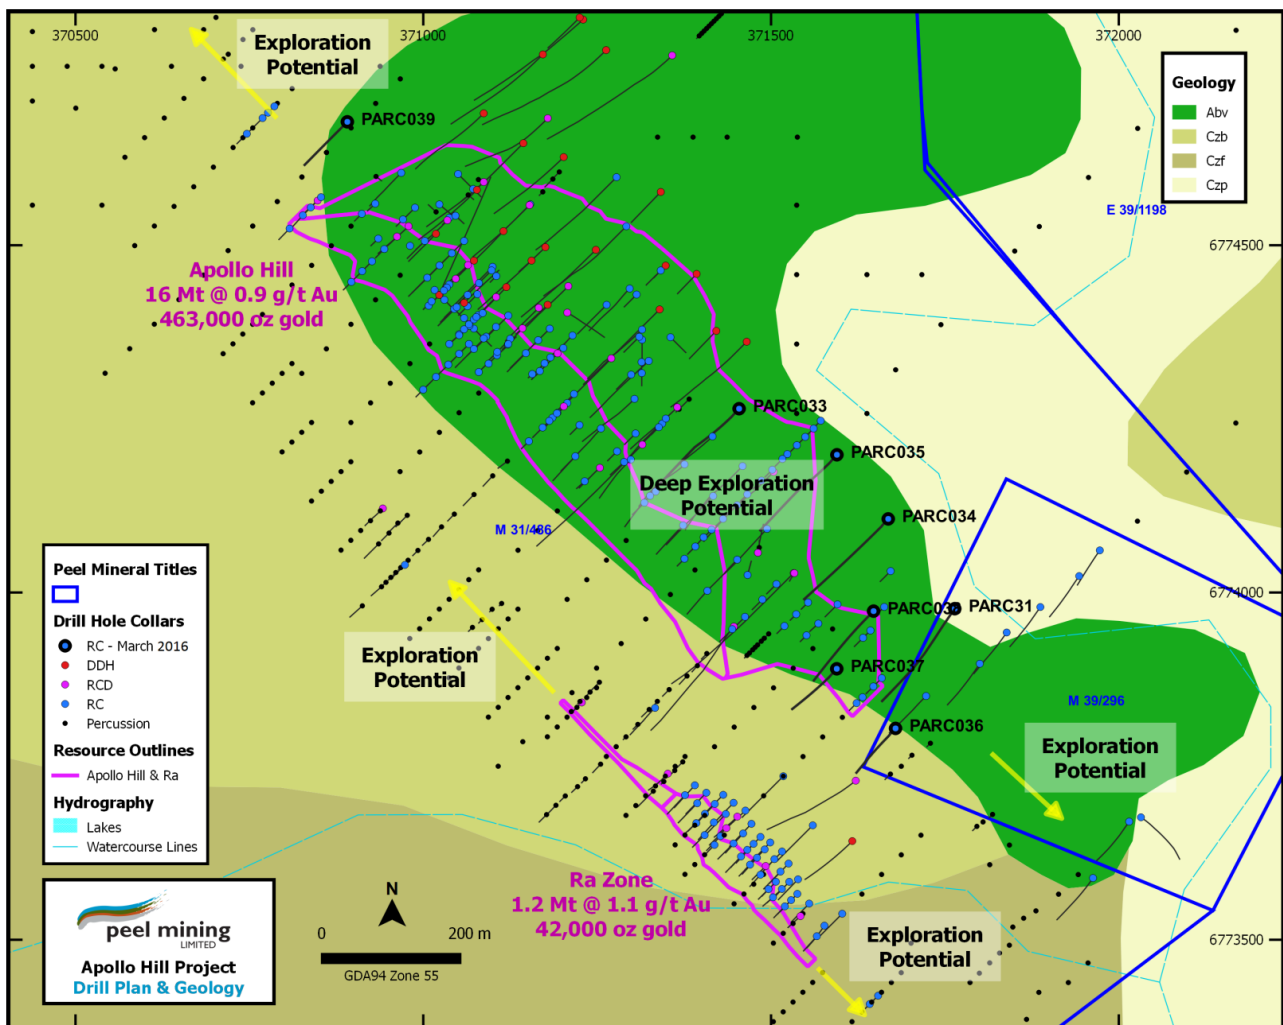 370500
371000
371500
372000
Exploration
Potential
PARC039
Geology
Abv
Czb
Czf
Czp
E 39/1198
6774500
Apollo Hill
16 Mt @ 0.9 g/t Au
463,000 oz gold
PARC033
PARC035
Deep Exploration
Potential
PARC034
M 31/486
Peel Mineral Titles
Drill Hole Collars
RC - March 2016
DDH
RCD
RC
Percussion
Resource Outlines
Apollo Hill & Ra
Hydrography
Lakes
Watercourse Lines
6774000
PARC038
PARC31
Exploration
Potential
PARC037
M 39/296
PARC036
Exploration
Potential
Ra Zone
1.2 Mt @ 1.1 g/t Au
42,000 oz gold
N
0
200 m
GDA94 Zone 55
peel mining
LIMITED
Apollo Hill Project
Drill Plan & Geology
Exploration
Potential
6773500